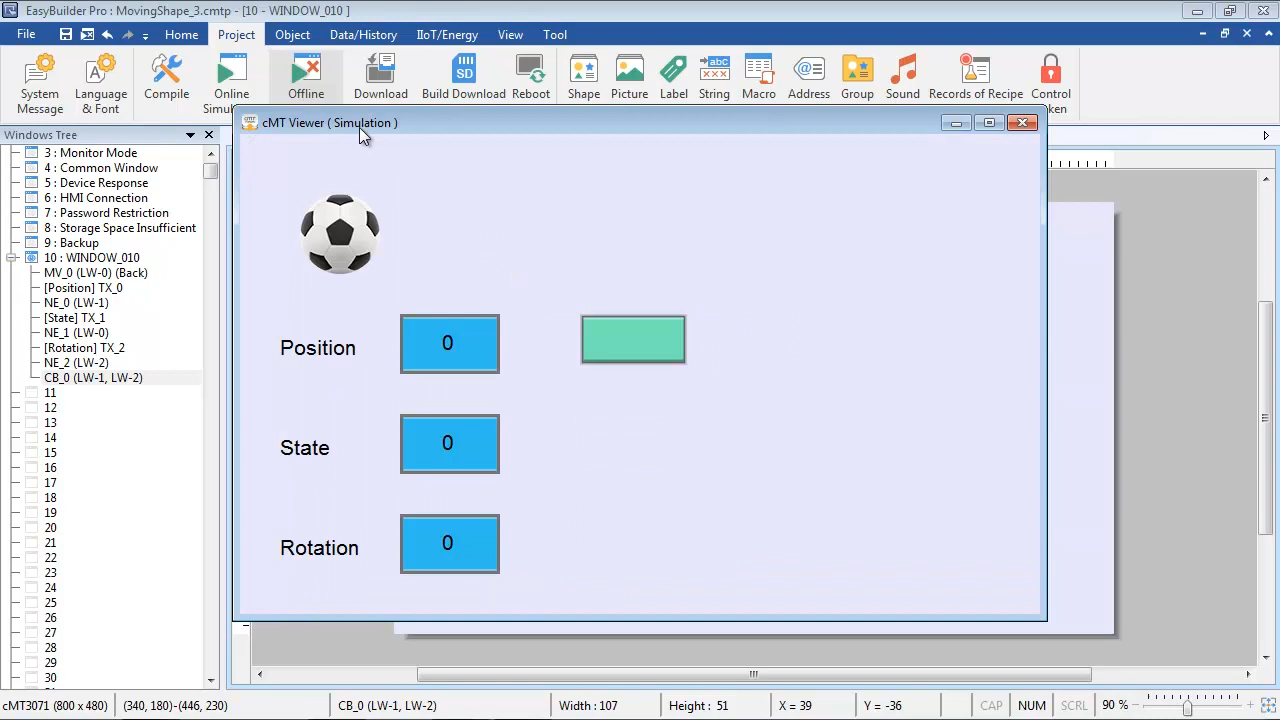 EasyBuilder Pro : MovingShape_3.cmtp - [10 - WINDOW_010 ]
File Home Project Object Data/History IIoT/Energy View Tool
System Message
Language & Font
Compile
Online Simu
Offline
Download
SD
Build Download
Reboot
Shape
Picture
Label
abc
String
Macro
Address
Group
Sound
Records of Recipe
Control ken
Windows Tree
3 : Monitor Mode
4 : Common Window
5 : Device Response
6 : HMI Connection
7 : Password Restriction
8 : Storage Space Insufficient
9 : Backup
10 : WINDOW_010
MV_0 (LW-0) (Back)
[Position] TX_0
NE_0 (LW-1)
[State] TX_1
NE_1 (LW-0)
[Rotation] TX_2
NE_2 (LW-2)
CB_0 (LW-1, LW-2)
11
12
13
14
15
16
17
18
19
20
21
22
23
24
25
26
27
28
29
30
cMT Viewer ( Simulation )
Position 0
State 0
Rotation 0
cMT3071 (800 x 480) (340, 180)-(446, 230) CB_0 (LW-1, LW-2) Width : 107 Height : 51 X = 39 Y = -36 CAP NUM SCRL 90 %